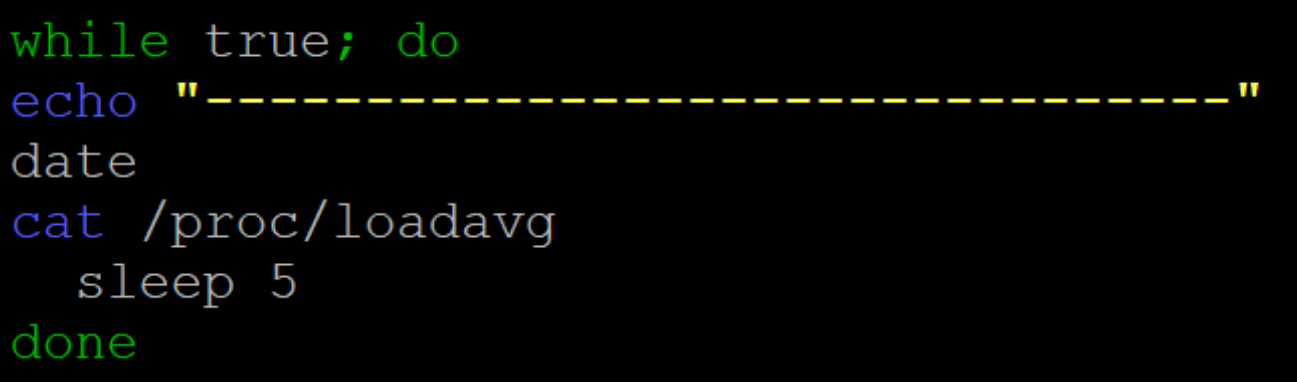 while true; do
echo "---------------------------------"
date
cat /proc/loadavg
  sleep 5
done